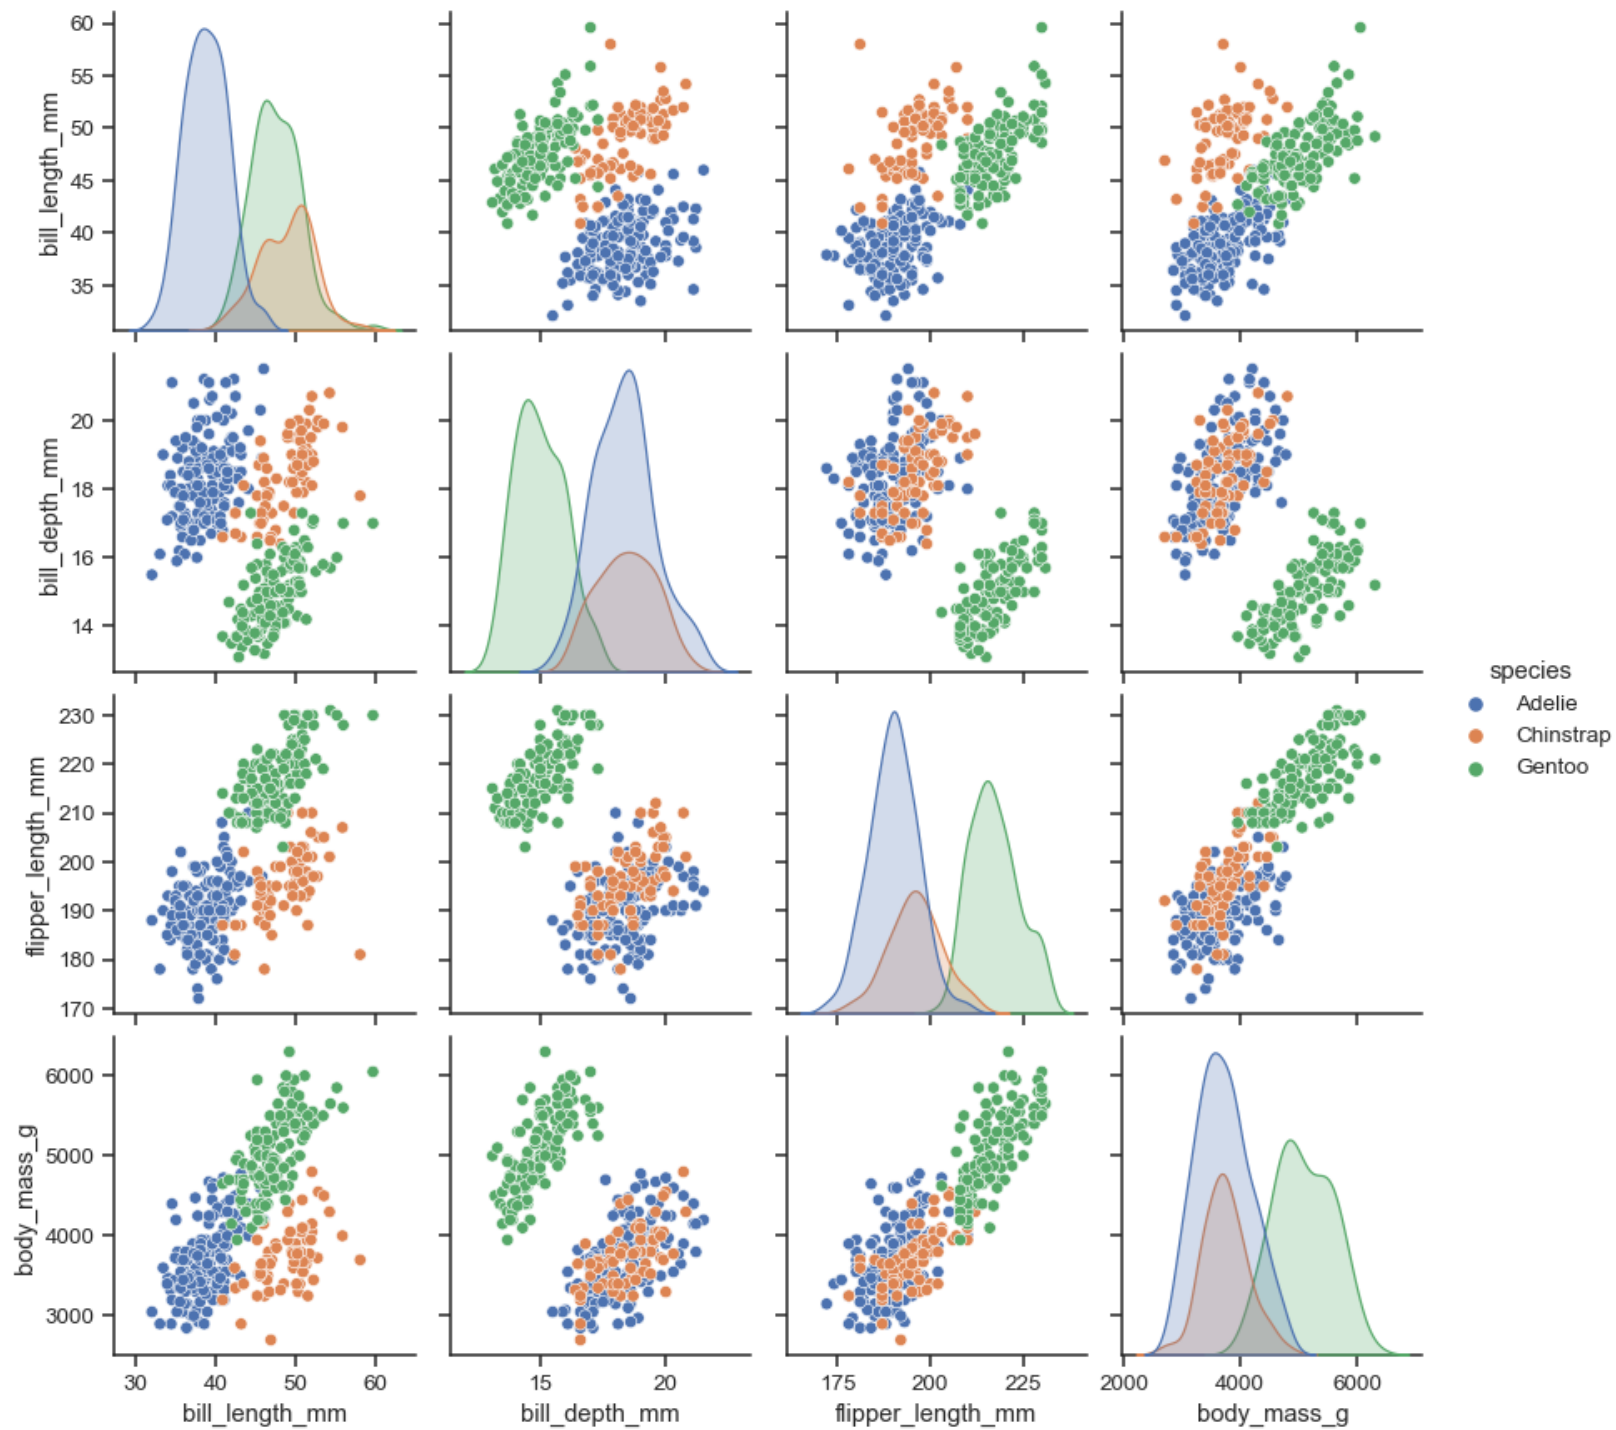 60
55
50
45
40
35
bill_length_mm
30 40 50 60
20
18
16
14
bill_depth_mm
15 20
230
220
210
200
190
180
170
flipper_length_mm
175 200 225
6000
5000
4000
3000
body_mass_g
2000 4000 6000
bill_length_mm
bill_depth_mm
flipper_length_mm
body_mass_g
species
Adelie
Chinstrap
Gentoo